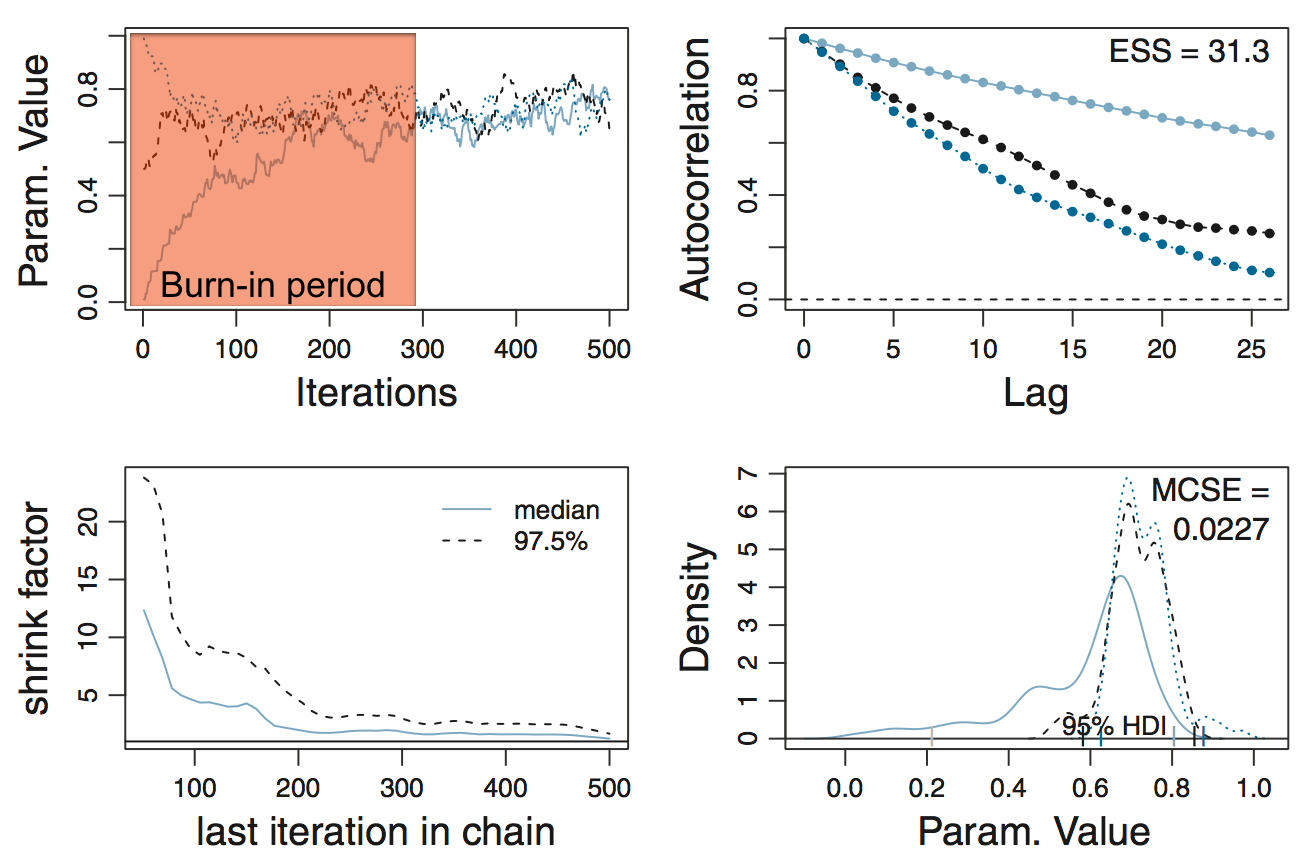 Param. Value
0.0 0.4 0.8
Burn-in period
0 100 200 300 400 500
Iterations
Autocorrelation
0.0 0.4 0.8
ESS = 31.3
0 5 10 15 20 25
Lag
shrink factor
5 10 15 20
median
97.5%
100 200 300 400 500
last iteration in chain
Density
0 1 2 3 4 5 6 7
MCSE =
0.0227
95% HDI
0.0 0.2 0.4 0.6 0.8 1.0
Param. Value